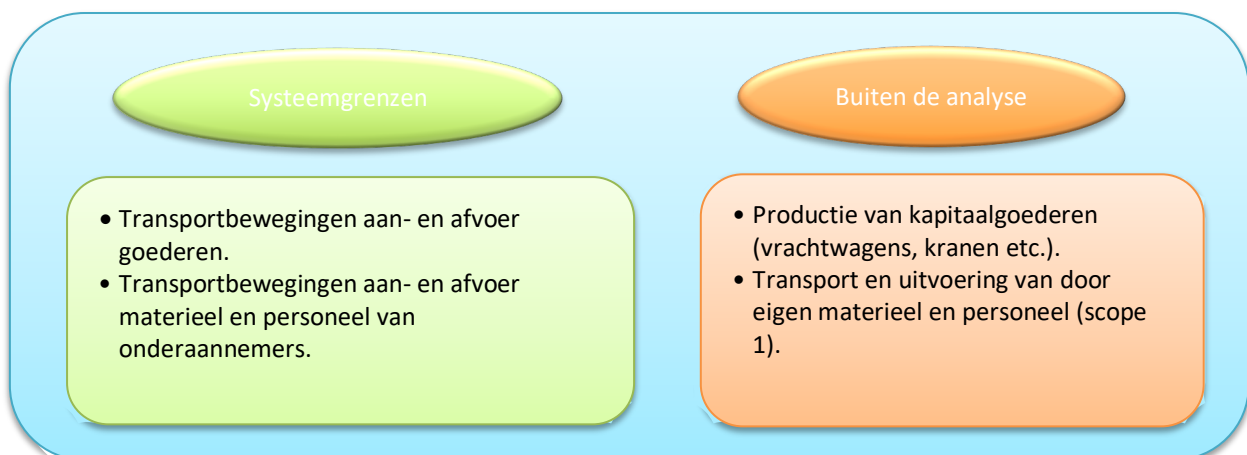 Systeemgrenzen
• Transportbewegingen aan- en afvoer
goederen.
• Transportbewegingen aan- en afvoer
materieel en personeel van
onderaannemers.
Buiten de analyse
• Productie van kapitaalgoederen
(vrachtwagens, kranen etc.).
• Transport en uitvoering van door
eigen materieel en personeel (scope
1).